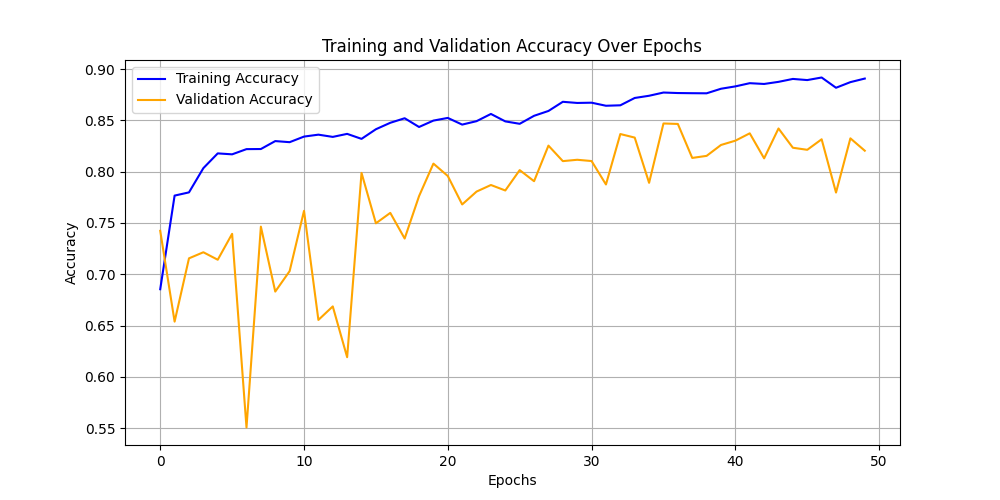 Training and Validation Accuracy Over Epochs
Training Accuracy
Validation Accuracy
Accuracy
0.90
0.85
0.80
0.75
0.70
0.65
0.60
0.55
0 10 20 30 40 50
Epochs